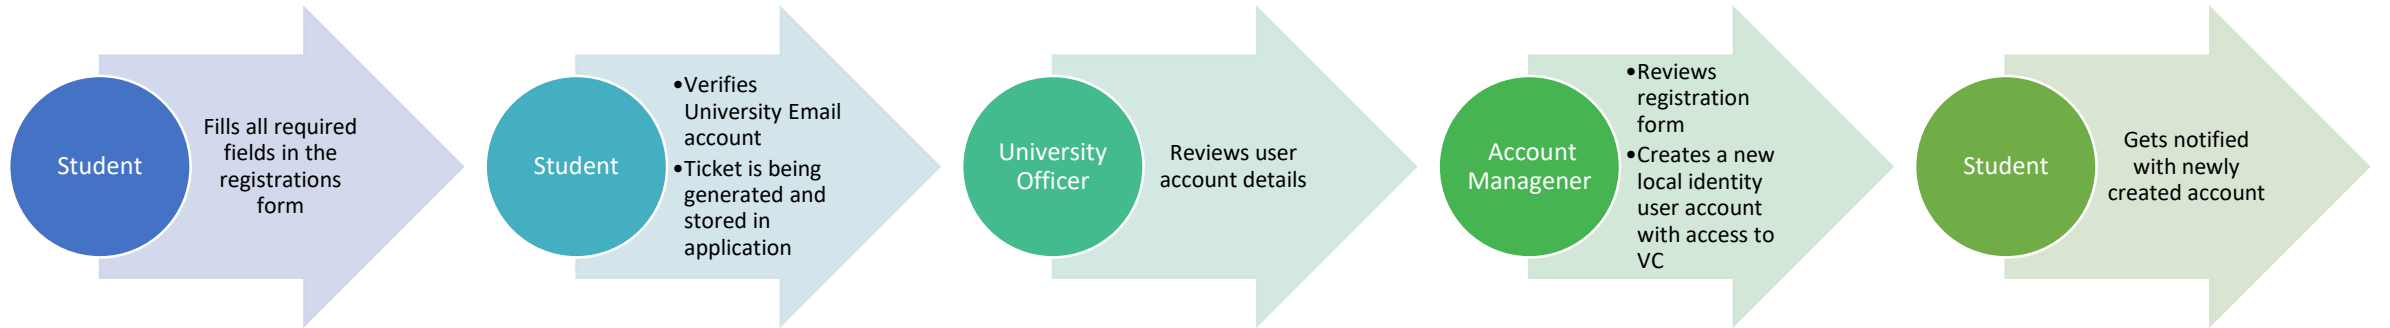 Student
Fills all required
fields in the
registrations
form
Student
•Verifies
University Email
account
•Ticket is being
generated and
stored in
application
University
Officer
Reviews user
account details
Account
Managener
•Reviews
registration
form
•Creates a new
local identity
user account
with access to
VC
Student
Gets notified
with newly
created account